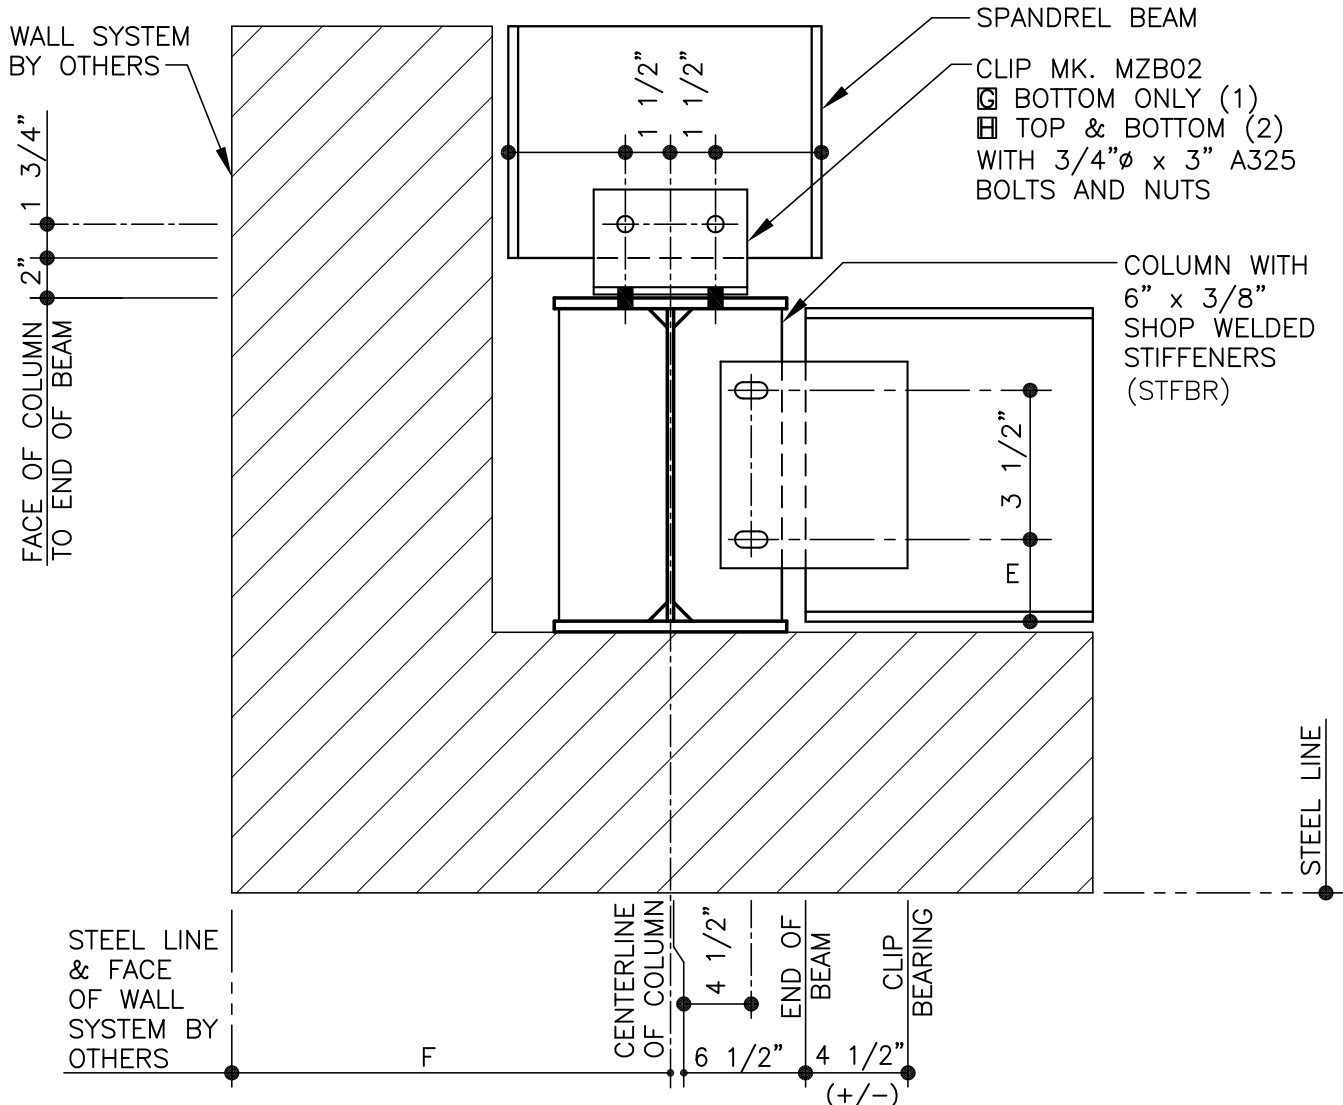 WALL SYSTEM
BY OTHERS
SPANDREL BEAM
CLIP MK. MZB02
G BOTTOM ONLY (1)
H TOP & BOTTOM (2)
WITH 3/4"ø x 3" A325
BOLTS AND NUTS
1 1/2"
1 1/2"
1 3/4"
2"
FACE OF COLUMN
TO END OF BEAM
COLUMN WITH
6" x 3/8"
SHOP WELDED
STIFFENERS
(STFBR)
3 1/2"
E
STEEL LINE
STEEL LINE
& FACE
OF WALL
SYSTEM BY
OTHERS
F
CENTERLINE
OF COLUMN
4 1/2"
6 1/2"
END OF
BEAM
CLIP
BEARING
4 1/2"
(+/-)